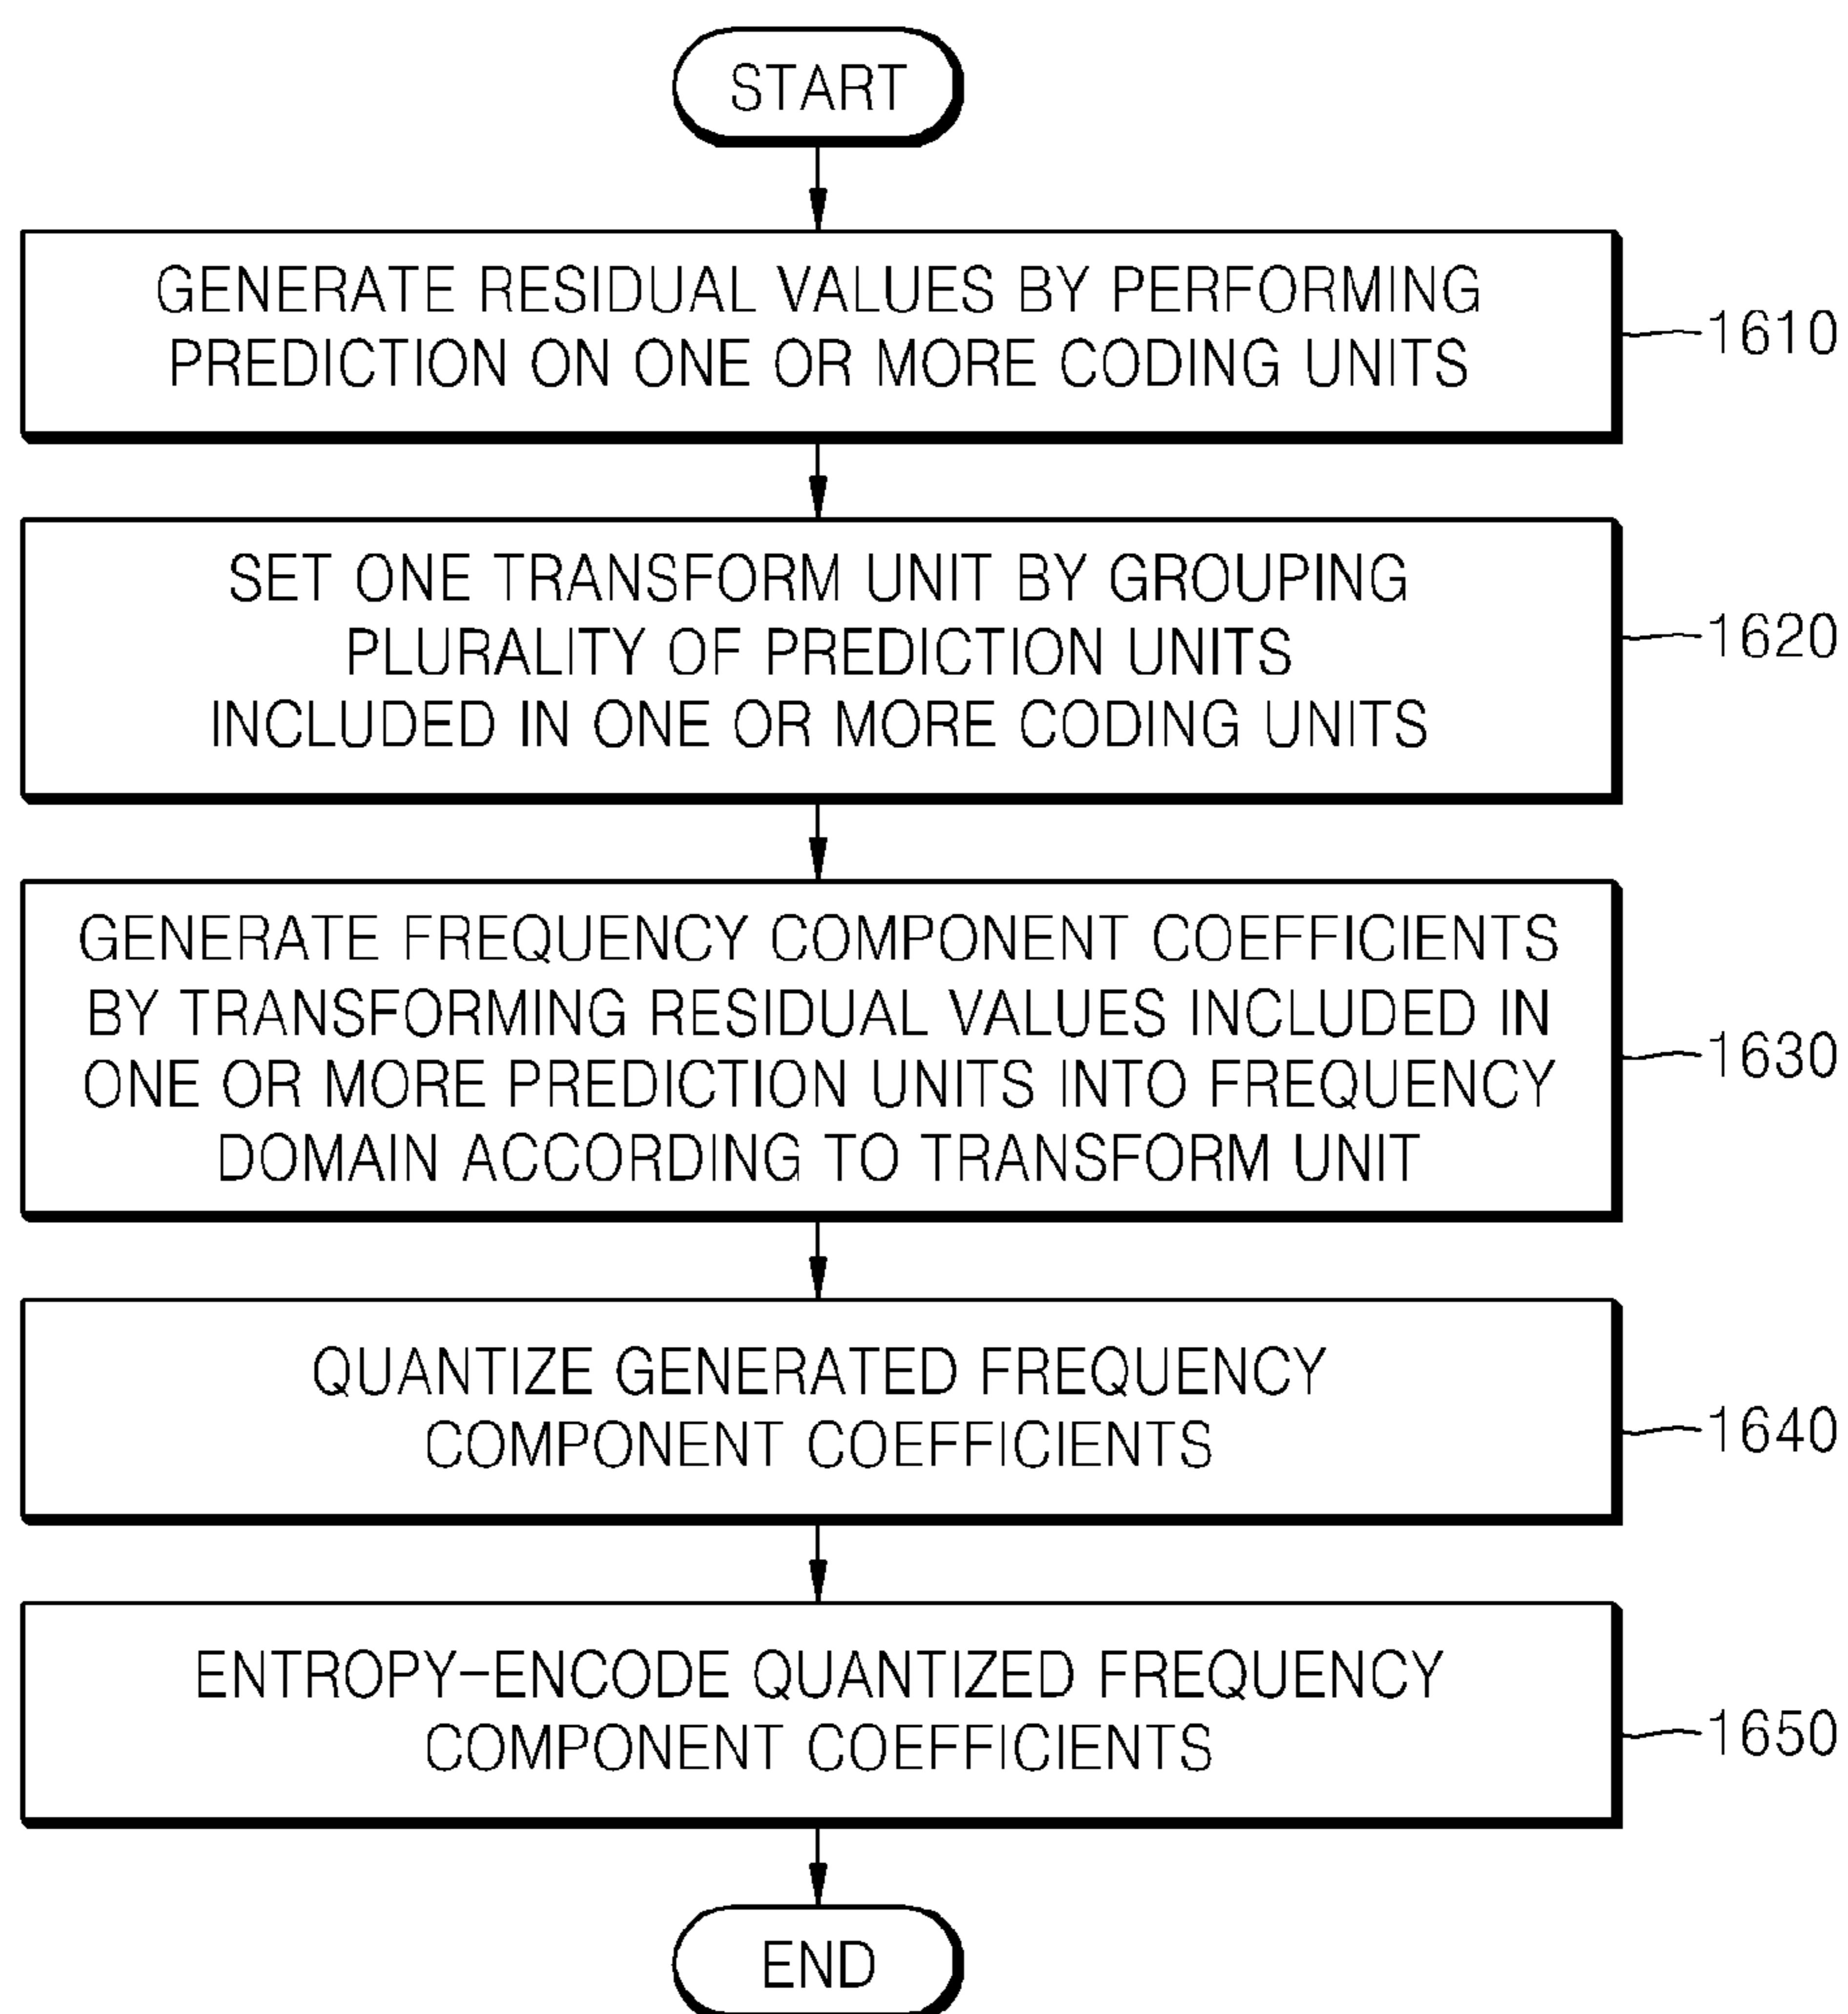 START
GENERATE RESIDUAL VALUES BY PERFORMING
PREDICTION ON ONE OR MORE CODING UNITS
1610
SET ONE TRANSFORM UNIT BY GROUPING
PLURALITY OF PREDICTION UNITS
INCLUDED IN ONE OR MORE CODING UNITS
1620
GENERATE FREQUENCY COMPONENT COEFFICIENTS
BY TRANSFORMING RESIDUAL VALUES INCLUDED IN
ONE OR MORE PREDICTION UNITS INTO FREQUENCY
DOMAIN ACCORDING TO TRANSFORM UNIT
1630
QUANTIZE GENERATED FREQUENCY
COMPONENT COEFFICIENTS
1640
ENTROPY-ENCODE QUANTIZED FREQUENCY
COMPONENT COEFFICIENTS
1650
END